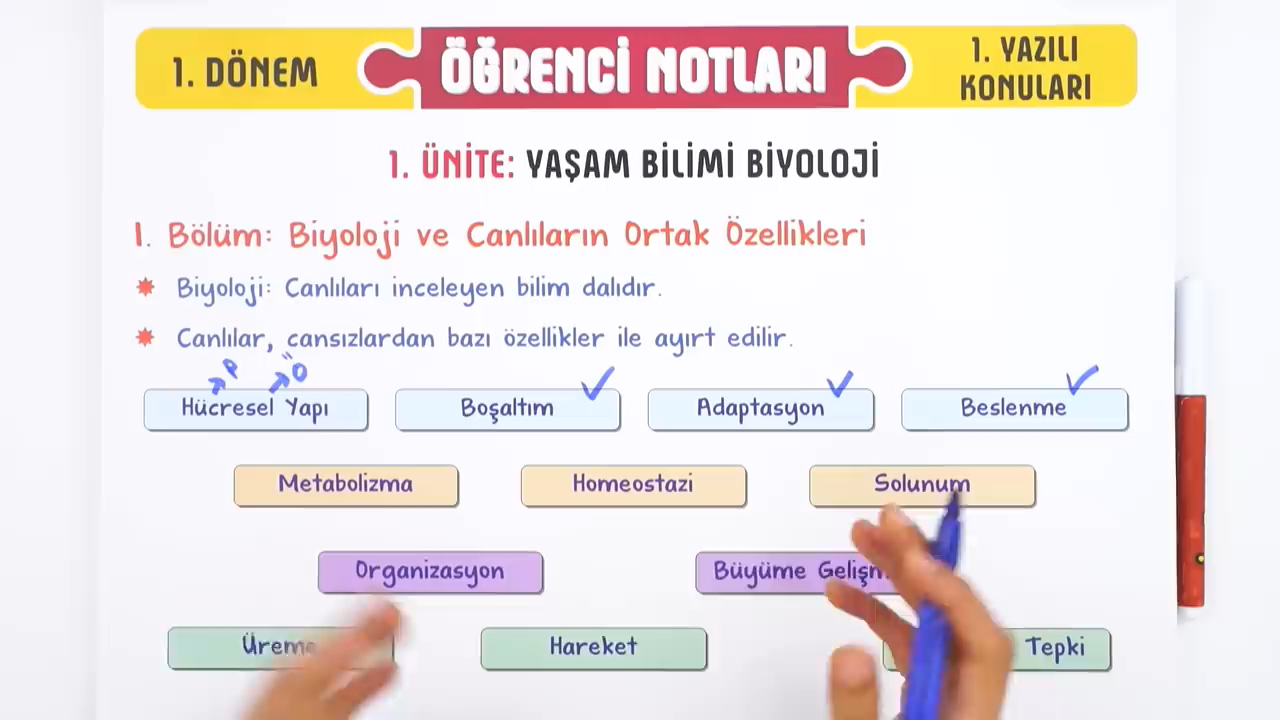 1. DÖNEM
ÖĞRENCİ NOTLARI
1. YAZILI
KONULARI
1. ÜNİTE: YAŞAM BİLİMİ BİYOLOJİ
1. Bölüm: Biyoloji ve Canlıların Ortak Özellikleri
Biyoloji: Canlıları inceleyen bilim dalıdır.
Canlılar, cansızlardan bazı özellikler ile ayırt edilir.
P Ö
Hücresel Yapı Boşaltım Adaptasyon Beslenme
Metabolizma Homeostazi Solunum
Organizasyon Büyüme
Hareket Tepki